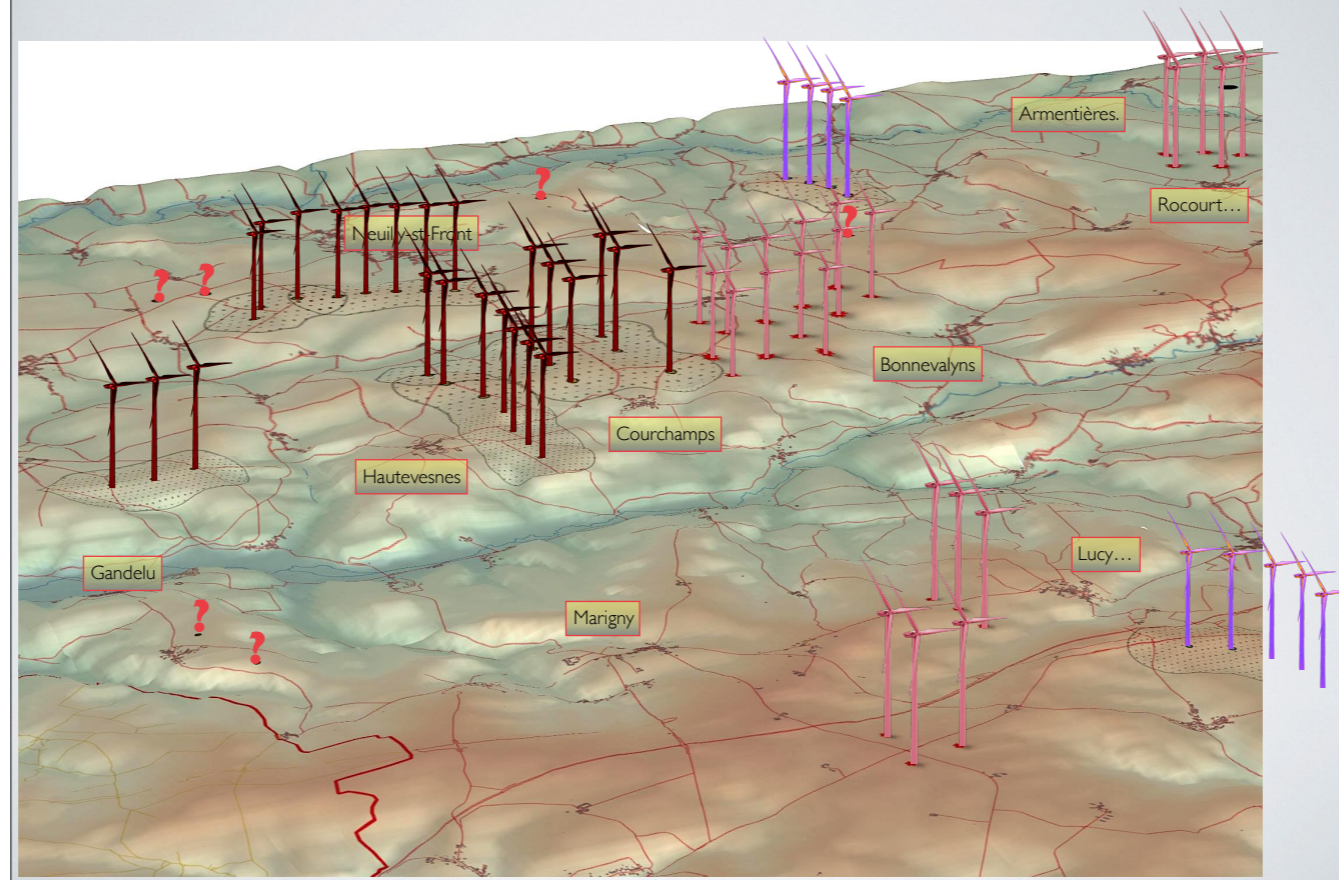 Armentières.
Rocourt...
Neuilly-st-Front
?
?
?
?
Bonnevalyns
Courchamps
Hautevesnes
Lucy...
Gandelu
Marigny
?
?